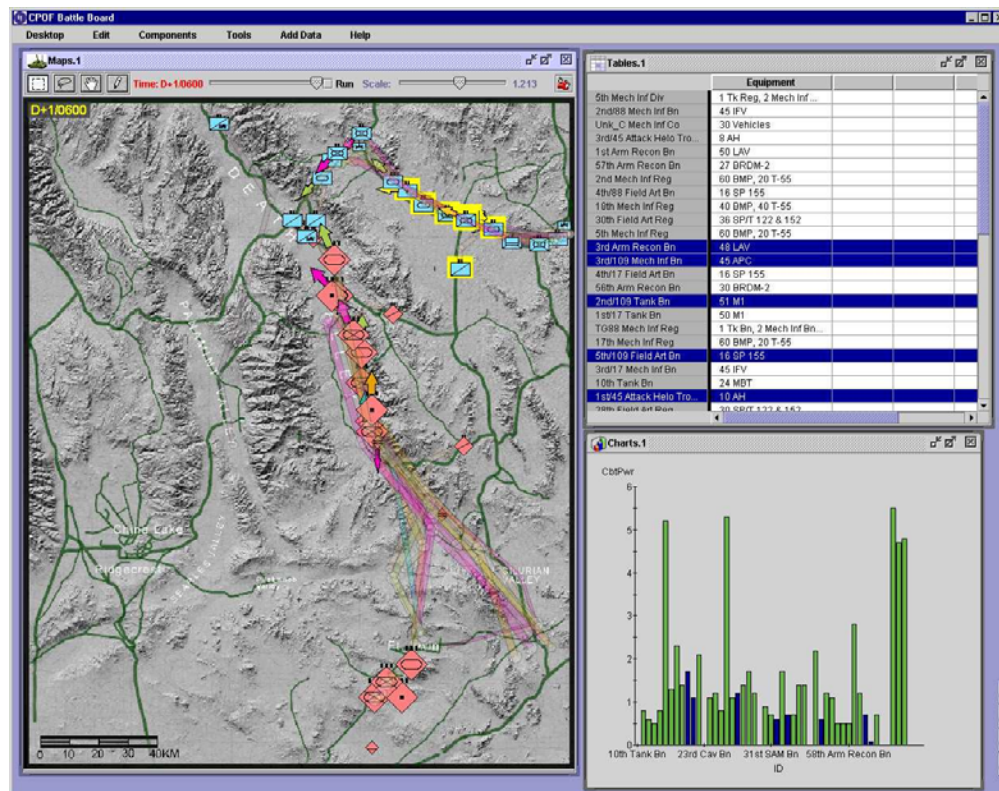 CPOF Battle Board
Desktop Edit Components Tools Add Data Help
Maps.1
Time: D+1/0600 Run Scale: 1.213
D+1/0600
China Lake
Ridgecrest
VALLEY
0 10 20 30 40KM
Tables.1
Equipment
5th Mech Inf Div 1 Tk Reg, 2 Mech Inf ...
2nd/88 Mech Inf Bn 45 IFV
Unk_C Mech Inf Co 30 Vehicles
3rd/45 Attack Helo Tro... 8 AH
1st Arm Recon Bn 50 LAV
57th Arm Recon Bn 27 BRDM-2
2nd Mech Inf Reg 60 BMP, 20 T-55
4th/88 Field Art Bn 16 SP 155
18th Mech Inf Reg 40 BMP, 40 T-55
30th Field Art Reg 36 SP/T 122 & 152
5th Mech Inf Reg 60 BMP, 20 T-55
3rd Arm Recon Bn 48 LAV
3rd/109 Mech Inf Bn 45 APC
4th/17 Field Art Bn 16 SP 155
56th Arm Recon Bn 30 BRDM-2
2nd/109 Tank Bn 51 M1
1st/17 Tank Bn 50 M1
TG88 Mech Inf Reg 1 Tk Bn, 2 Mech Inf Bn...
17th Mech Inf Reg 60 BMP, 20 T-55
5th/109 Field Art Bn 16 SP 155
3rd/17 Mech Inf Bn 45 IFV
10th Tank Bn 24 MBT
1st/45 Attack Helo Tro... 10 AH
28th Field Art Reg 30 SP/T 122 & 152
Charts.1
CbtPwr
6
5
4
3
2
1
0
10th Tank Bn 23rd Cav Bn 31st SAM Bn 58th Arm Recon Bn
ID